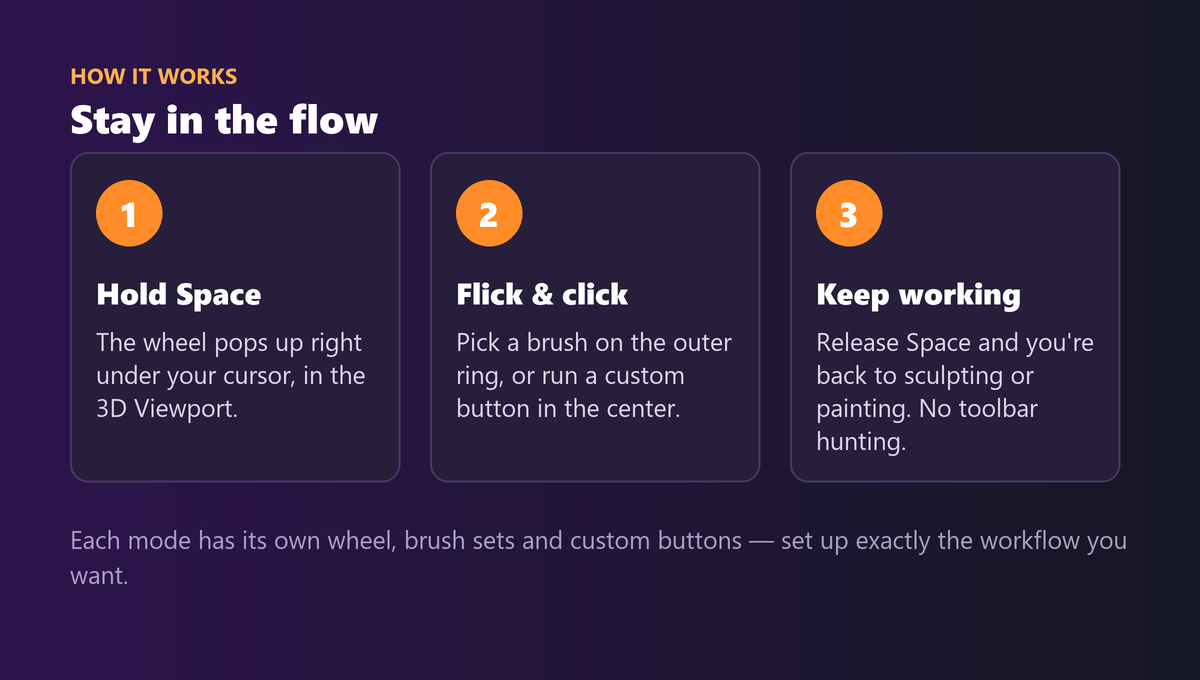 HOW IT WORKS
Stay in the flow
1
Hold Space
The wheel pops up right
under your cursor, in the
3D Viewport.
2
Flick & click
Pick a brush on the outer
ring, or run a custom
button in the center.
3
Keep working
Release Space and you're
back to sculpting or
painting. No toolbar
hunting.
Each mode has its own wheel, brush sets and custom buttons — set up exactly the workflow you
want.